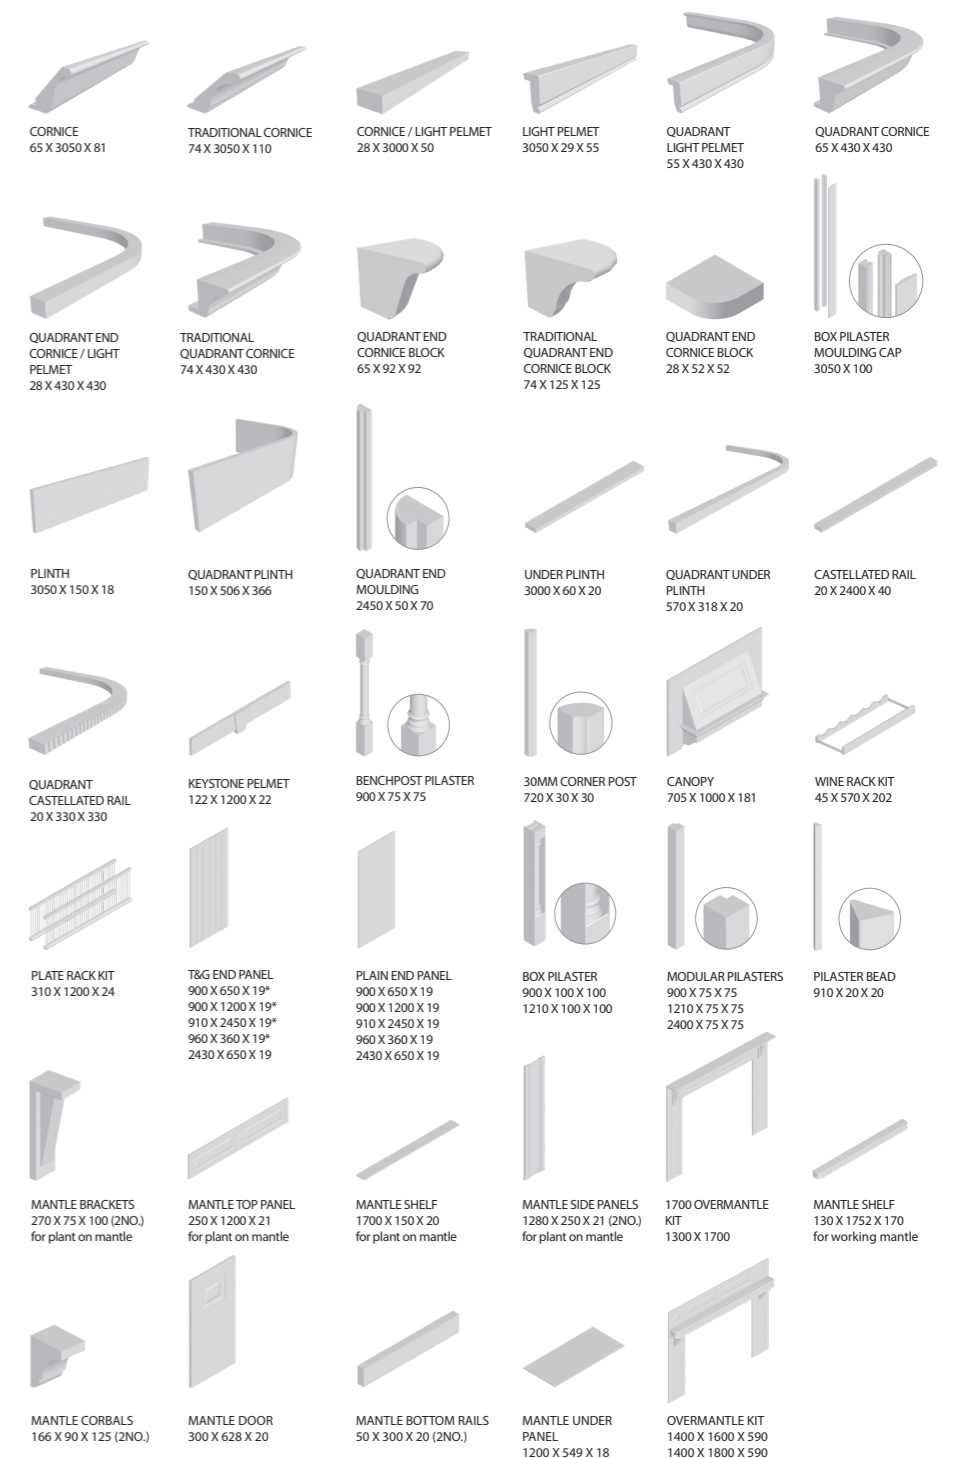 CORNICE
65 X 3050 X 81
TRADITIONAL CORNICE
74 X 3050 X 110
CORNICE / LIGHT PELMET
28 X 3000 X 50
LIGHT PELMET
3050 X 29 X 55
QUADRANT
LIGHT PELMET
55 X 430 X 430
QUADRANT CORNICE
65 X 430 X 430
QUADRANT END
CORNICE / LIGHT
PELMET
28 X 430 X 430
TRADITIONAL
QUADRANT CORNICE
74 X 430 X 430
QUADRANT END
CORNICE BLOCK
65 X 92 X 92
TRADITIONAL
QUADRANT END
CORNICE BLOCK
74 X 125 X 125
QUADRANT END
CORNICE BLOCK
28 X 52 X 52
BOX PILASTER
MOULDING CAP
3050 X 100
PLINTH
3050 X 150 X 18
QUADRANT PLINTH
150 X 506 X 366
QUADRANT END
MOULDING
2450 X 50 X 70
UNDER PLINTH
3000 X 60 X 20
QUADRANT UNDER
PLINTH
570 X 318 X 20
CASTELLATED RAIL
20 X 2400 X 40
QUADRANT
CASTELLATED RAIL
20 X 330 X 330
KEYSTONE PELMET
122 X 1200 X 22
BENCHPOST PILASTER
900 X 75 X 75
30MM CORNER POST
720 X 30 X 30
CANOPY
705 X 1000 X 181
WINE RACK KIT
45 X 570 X 202
PLATE RACK KIT
310 X 1200 X 24
T&G END PANEL
900 X 650 X 19*
900 X 1200 X 19*
910 X 2450 X 19*
960 X 360 X 19*
2430 X 650 X 19
PLAIN END PANEL
900 X 650 X 19
900 X 1200 X 19
910 X 2450 X 19
960 X 360 X 19
2430 X 650 X 19
BOX PILASTER
900 X 100 X 100
1210 X 100 X 100
MODULAR PILASTERS
900 X 75 X 75
1210 X 75 X 75
2400 X 75 X 75
PILASTER BEAD
910 X 20 X 20
MANTLE BRACKETS
270 X 75 X 100 (2NO.)
for plant on mantle
MANTLE TOP PANEL
250 X 1200 X 21
for plant on mantle
MANTLE SHELF
1700 X 150 X 20
for plant on mantle
MANTLE SIDE PANELS
1280 X 250 X 21 (2NO.)
for plant on mantle
1700 OVERMANTLE
KIT
1300 X 1700
MANTLE SHELF
130 X 1752 X 170
for working mantle
MANTLE CORBALS
166 X 90 X 125 (2NO.)
MANTLE DOOR
300 X 628 X 20
MANTLE BOTTOM RAILS
50 X 300 X 20 (2NO.)
MANTLE UNDER
PANEL
1200 X 549 X 18
OVERMANTLE KIT
1400 X 1600 X 590
1400 X 1800 X 590